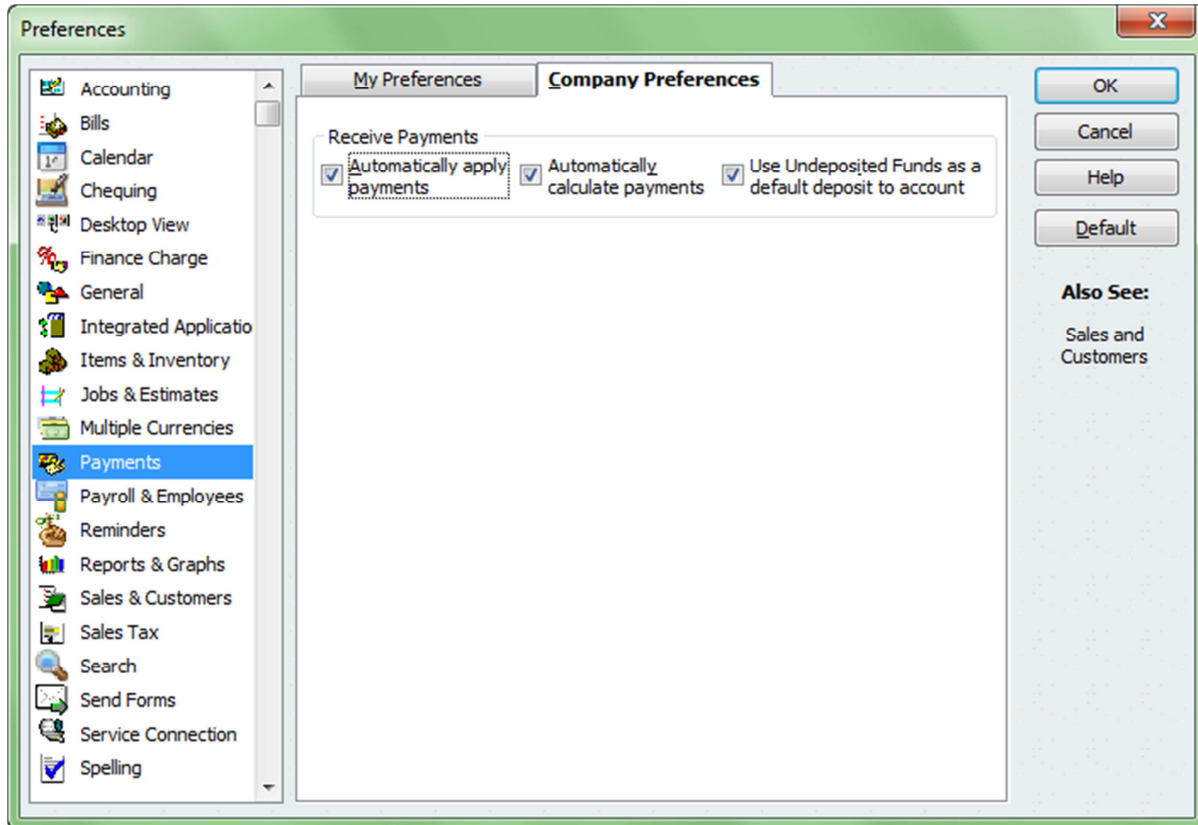 Preferences
Accounting
Bills
Calendar
Chequing
Desktop View
Finance Charge
General
Integrated Applicatio
Items & Inventory
Jobs & Estimates
Multiple Currencies
Payments
Payroll & Employees
Reminders
Reports & Graphs
Sales & Customers
Sales Tax
Search
Send Forms
Service Connection
Spelling
My Preferences
Company Preferences
Receive Payments
Automatically apply
payments
Automatically
calculate payments
Use Undeposited Funds as a
default deposit to account
OK
Cancel
Help
Default
Also See:
Sales and
Customers